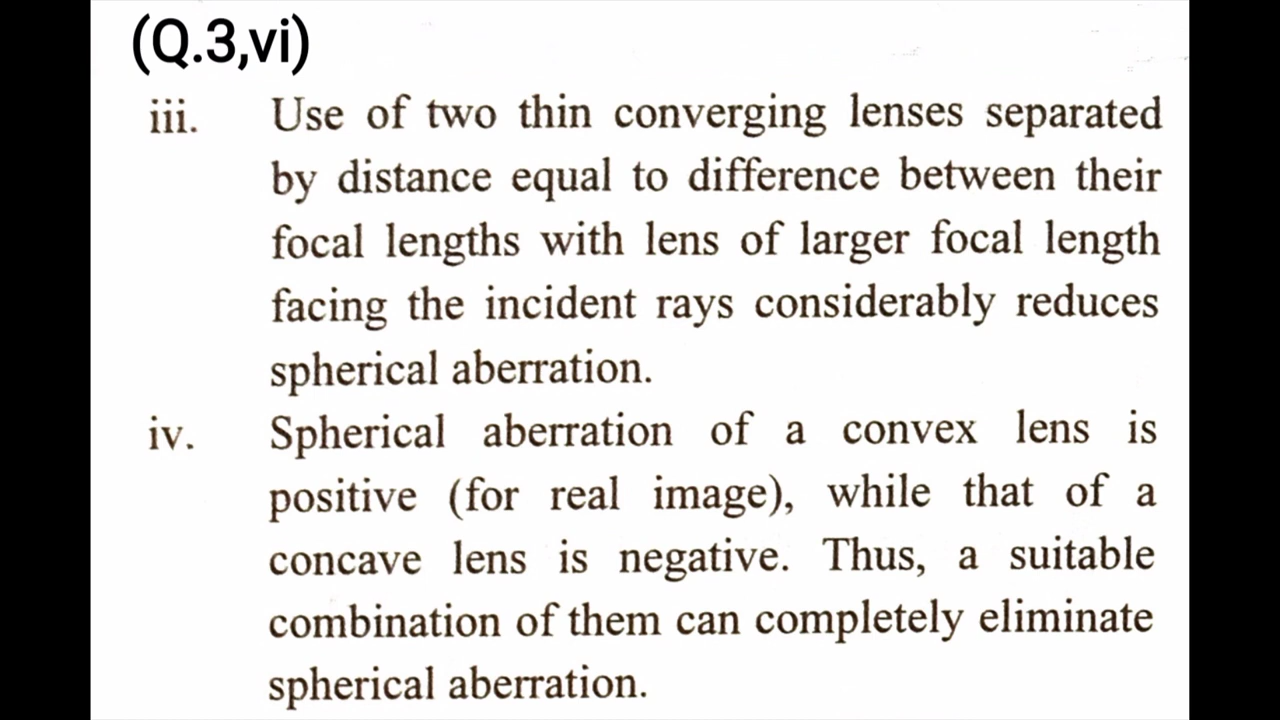 (Q.3,vi)
iii. Use of two thin converging lenses separated
by distance equal to difference between their
focal lengths with lens of larger focal length
facing the incident rays considerably reduces
spherical aberration.
iv. Spherical aberration of a convex lens is
positive (for real image), while that of a
concave lens is negative. Thus, a suitable
combination of them can completely eliminate
spherical aberration.